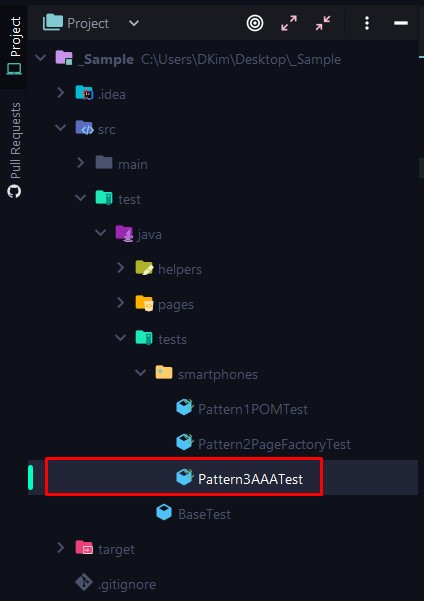 Project
Project
Pull Requests
_Sample C:\Users\DKim\Desktop\_Sample
.idea
src
main
test
java
helpers
pages
tests
smartphones
Pattern1POMTest
Pattern2PageFactoryTest
Pattern3AAATest
BaseTest
target
.gitignore